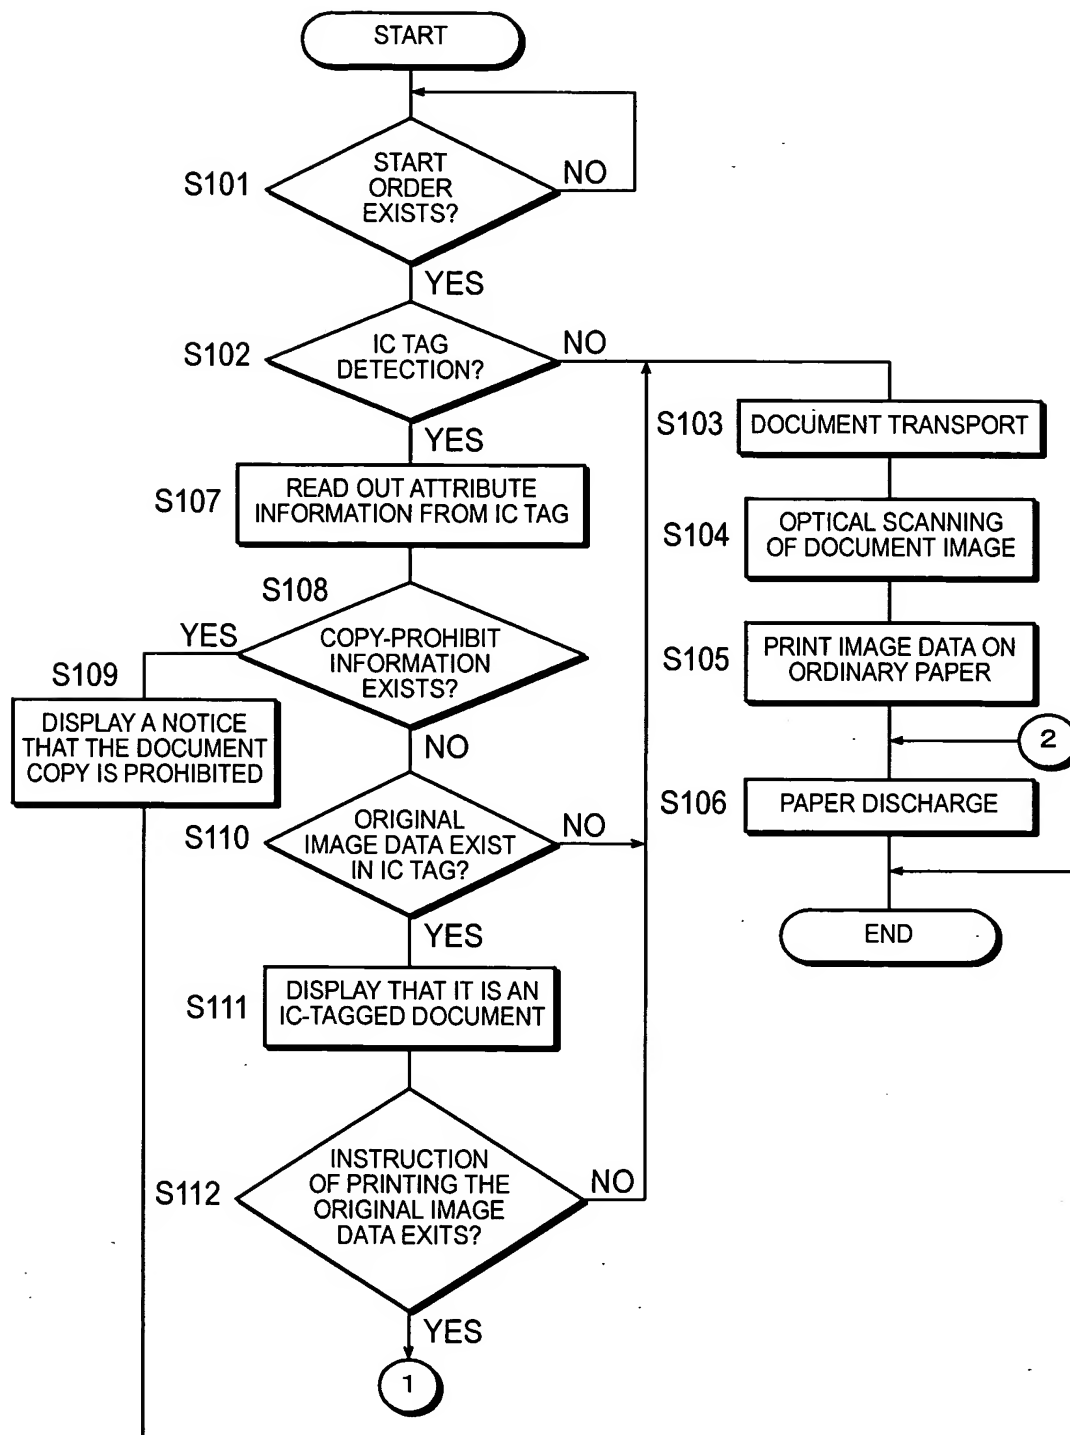 START
S101
START
ORDER
EXISTS?
NO
YES
S102
IC TAG
DETECTION?
NO
YES
S103
DOCUMENT TRANSPORT
S107
READ OUT ATTRIBUTE
INFORMATION FROM IC TAG
S104
OPTICAL SCANNING
OF DOCUMENT IMAGE
S108
YES
COPY-PROHIBIT
INFORMATION
EXISTS?
NO
S105
PRINT IMAGE DATA ON
ORDINARY PAPER
S109
DISPLAY A NOTICE
THAT THE DOCUMENT
COPY IS PROHIBITED
2
S106
PAPER DISCHARGE
S110
ORIGINAL
IMAGE DATA EXIST
IN IC TAG?
NO
YES
END
S111
DISPLAY THAT IT IS AN
IC-TAGGED DOCUMENT
S112
INSTRUCTION
OF PRINTING THE
ORIGINAL IMAGE
DATA EXITS?
NO
YES
1